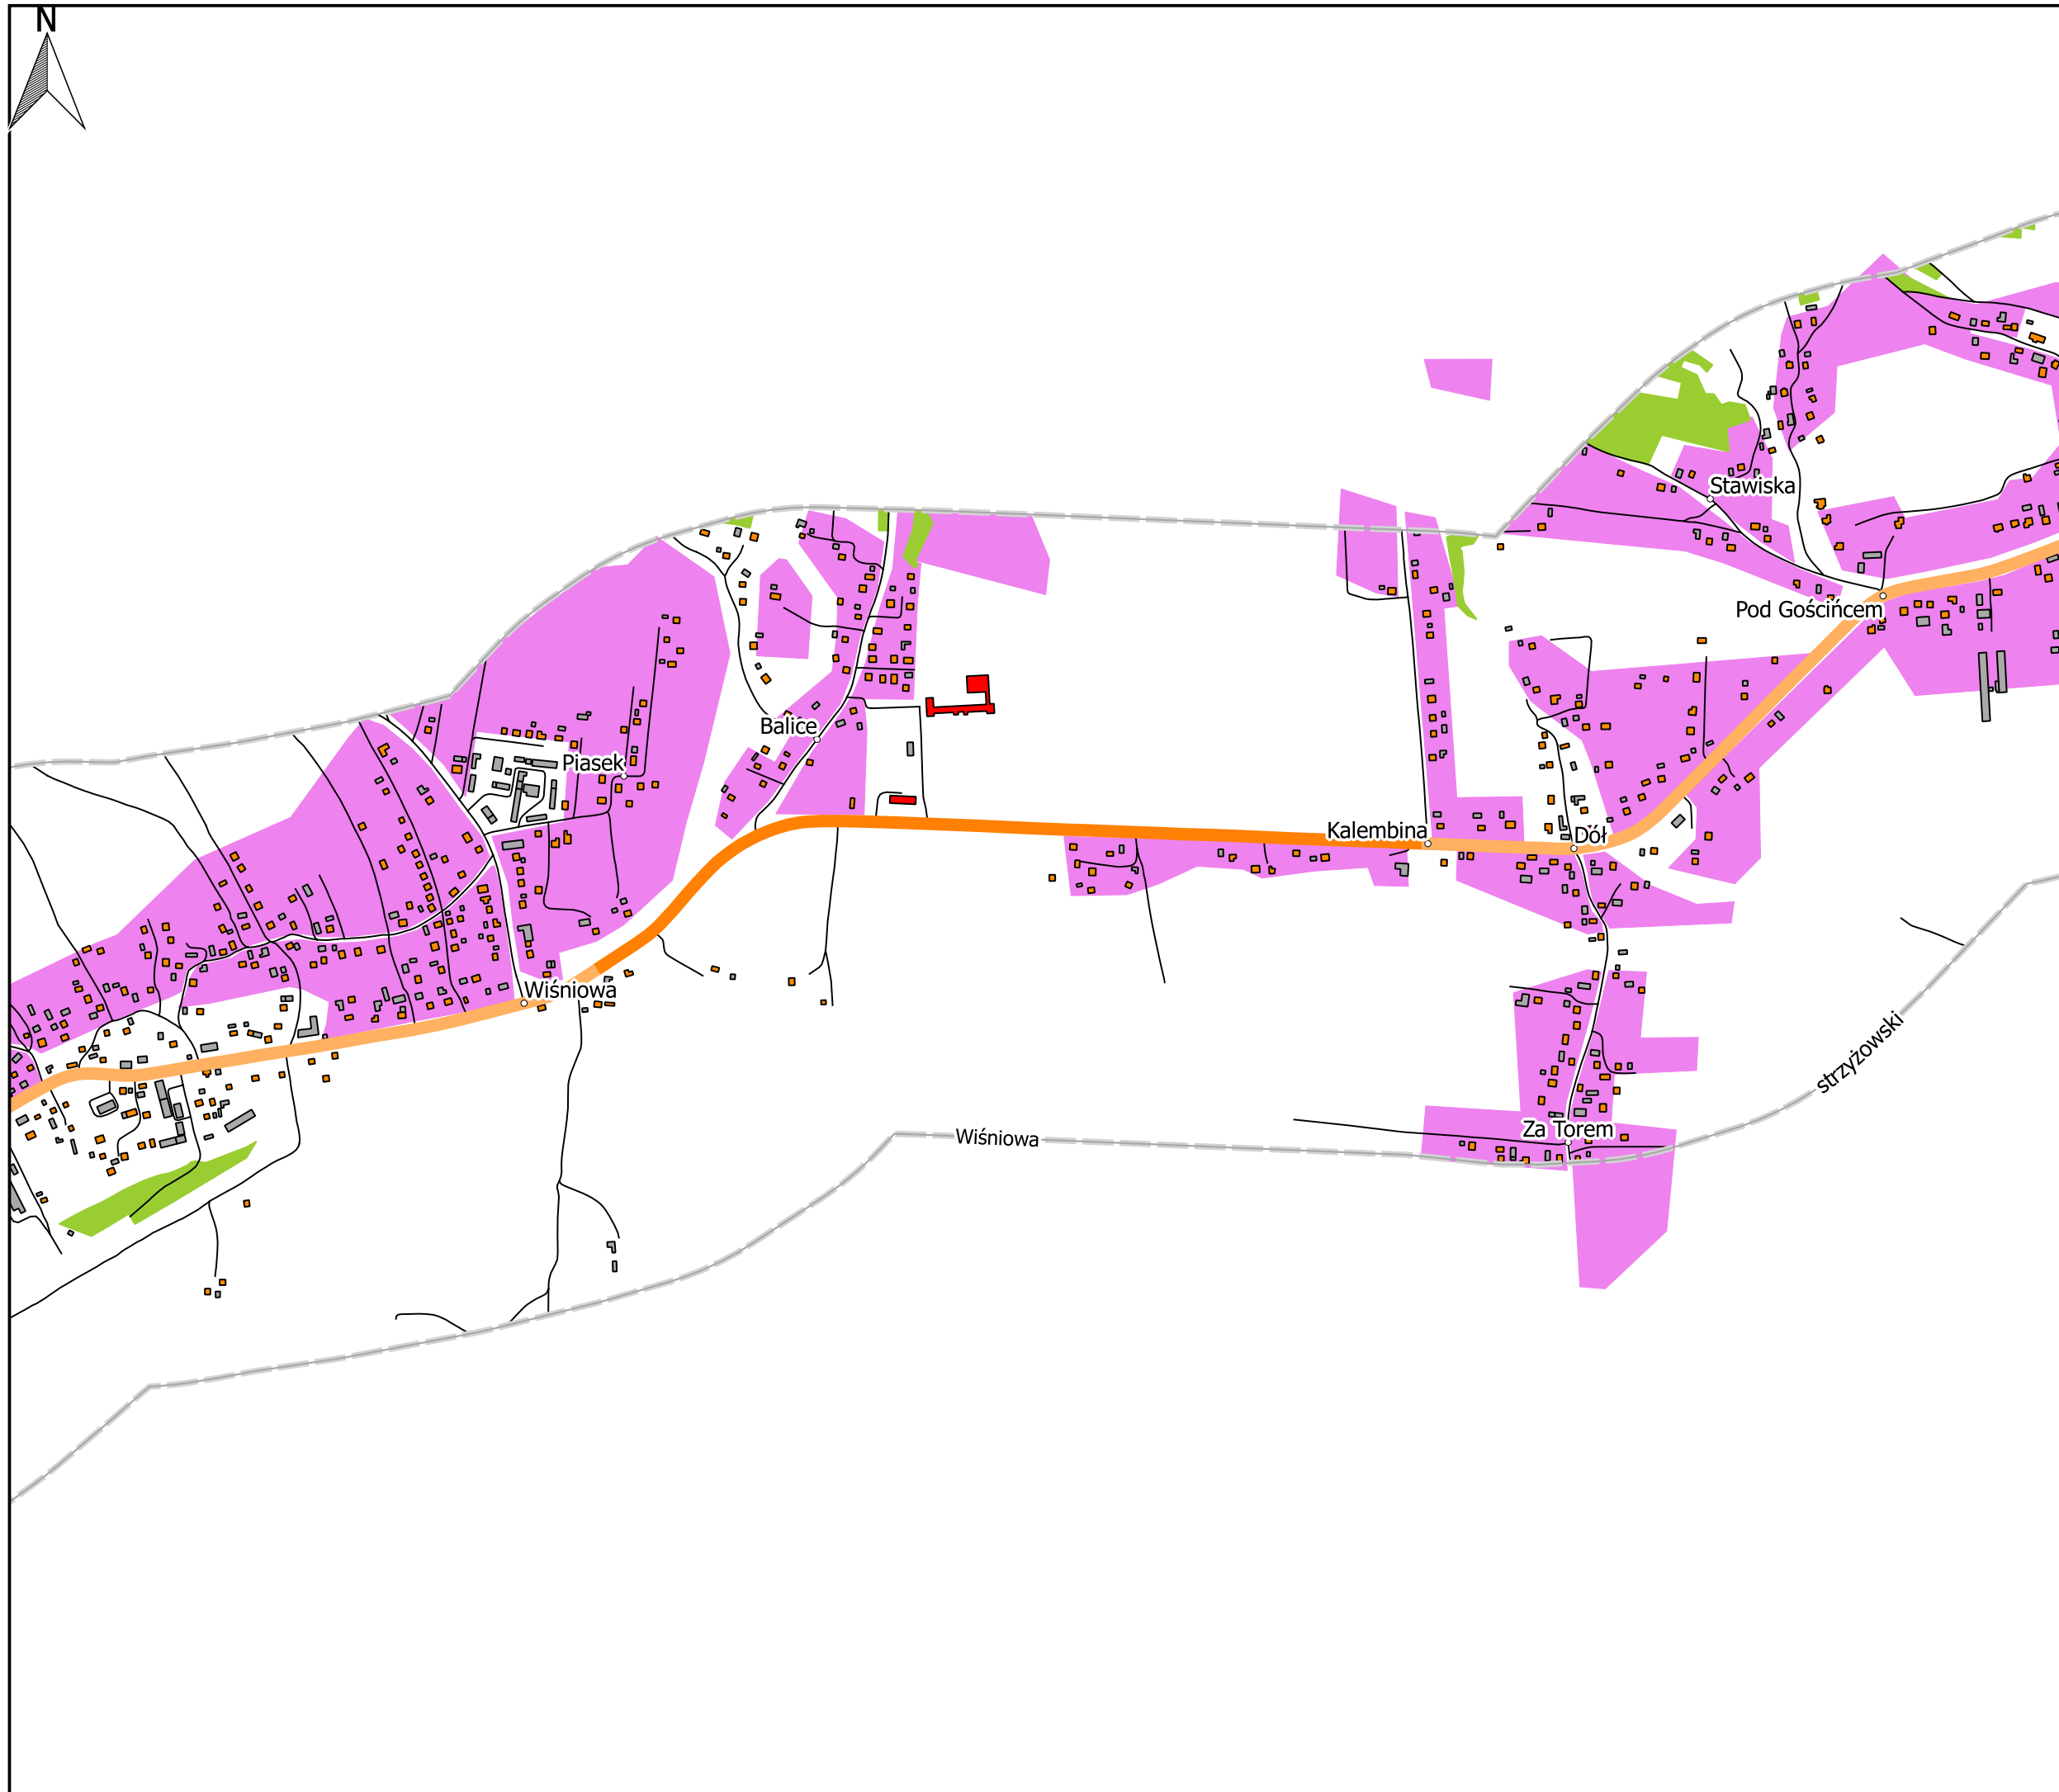 N
Stawiska
Pod Gościńcem
Balice
Piasek
Kalembina
Dół
Wiśniowa
strzyżowski
Za Torem
Wiśniowa